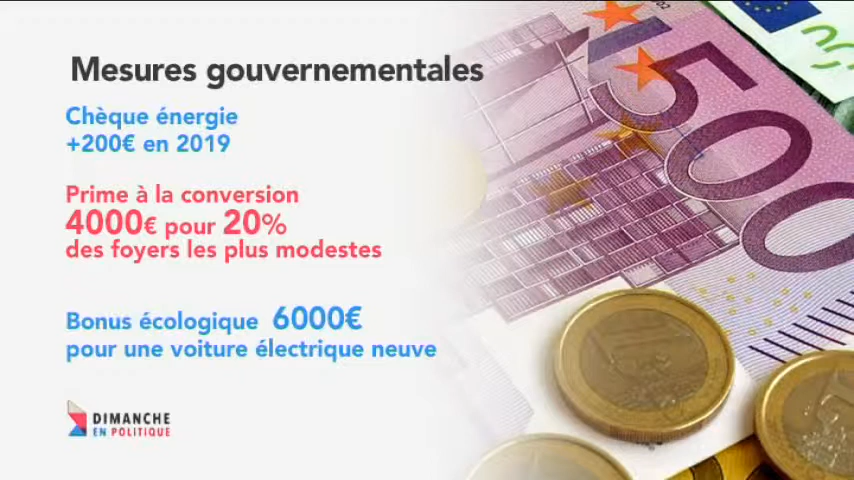 Mesures gouvernementales
Chèque énergie
+200€ en 2019
Prime à la conversion
4000€ pour 20%
des foyers les plus modestes
Bonus écologique 6000€
pour une voiture électrique neuve
DIMANCHE
EN POLITIQUE
500